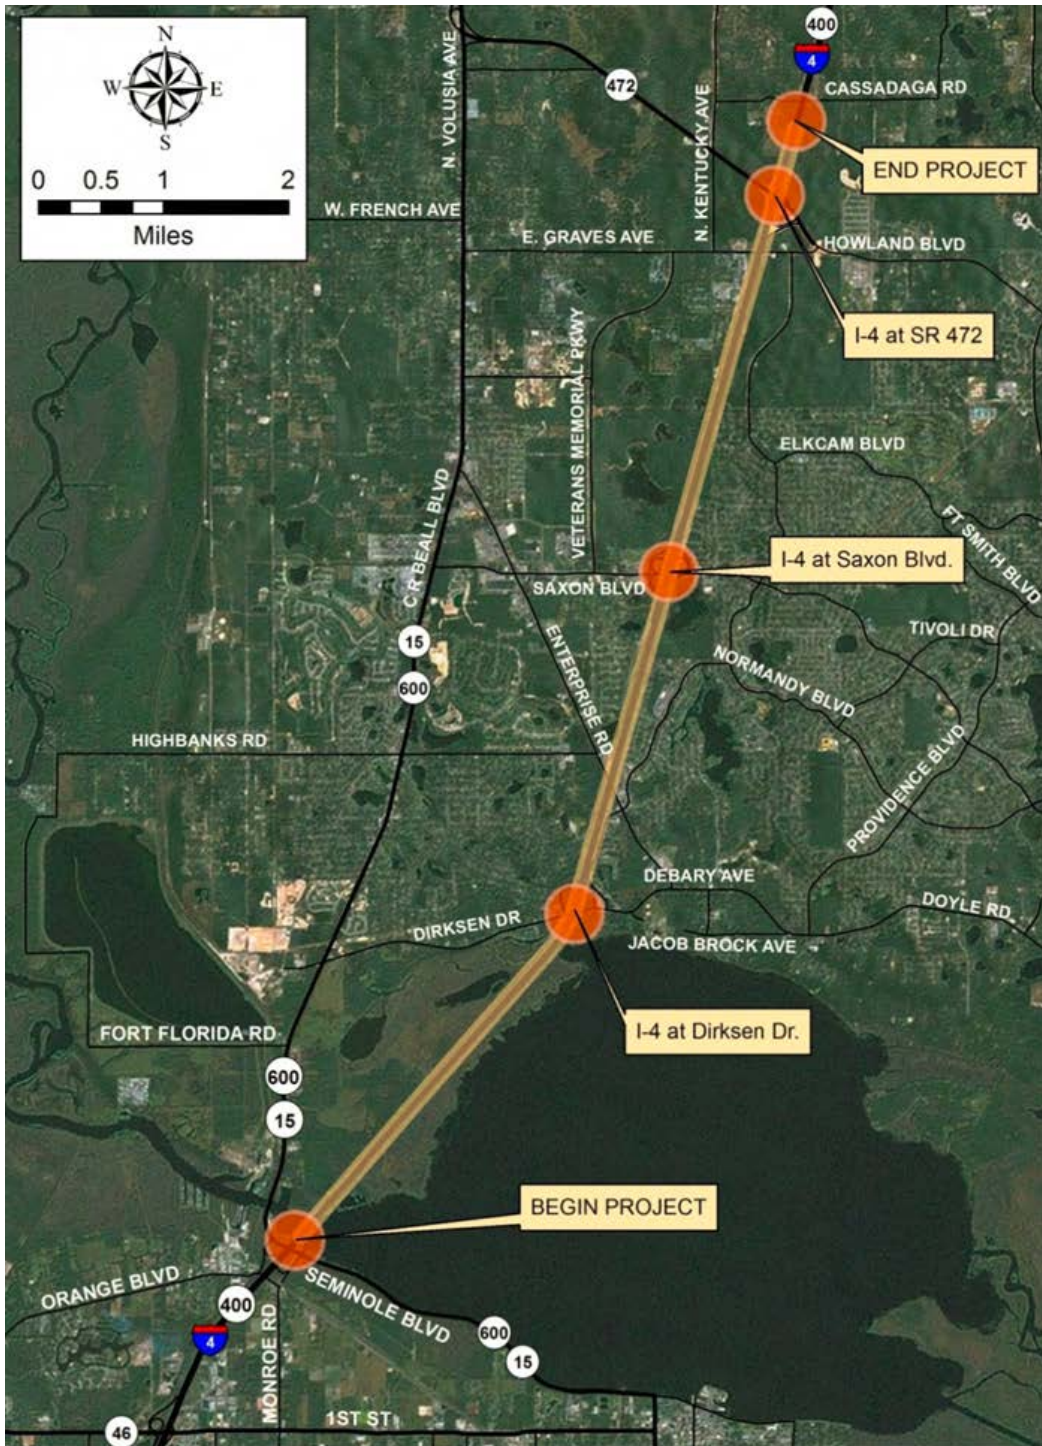 N
W E
S
0 0.5 1 2
Miles
400
4
CASSADAGA RD
472
N. VOLUSIA AVE
N. KENTUCKY AVE
END PROJECT
W. FRENCH AVE
E. GRAVES AVE
HOWLAND BLVD
I-4 at SR 472
VETERANS MEMORIAL PKWY
ELKCAM BLVD
C R BEALL BLVD
FT SMITH BLVD
I-4 at Saxon Blvd.
SAXON BLVD
15
600
ENTERPRISE RD
TIVOLI DR
NORMANDY BLVD
HIGHBANKS RD
PROVIDENCE BLVD
DEBARY AVE
DIRKSEN DR
DOYLE RD
JACOB BROCK AVE
I-4 at Dirksen Dr.
FORT FLORIDA RD
600
15
BEGIN PROJECT
ORANGE BLVD
SEMINOLE BLVD
400
4
MONROE RD
600
15
1ST ST
46